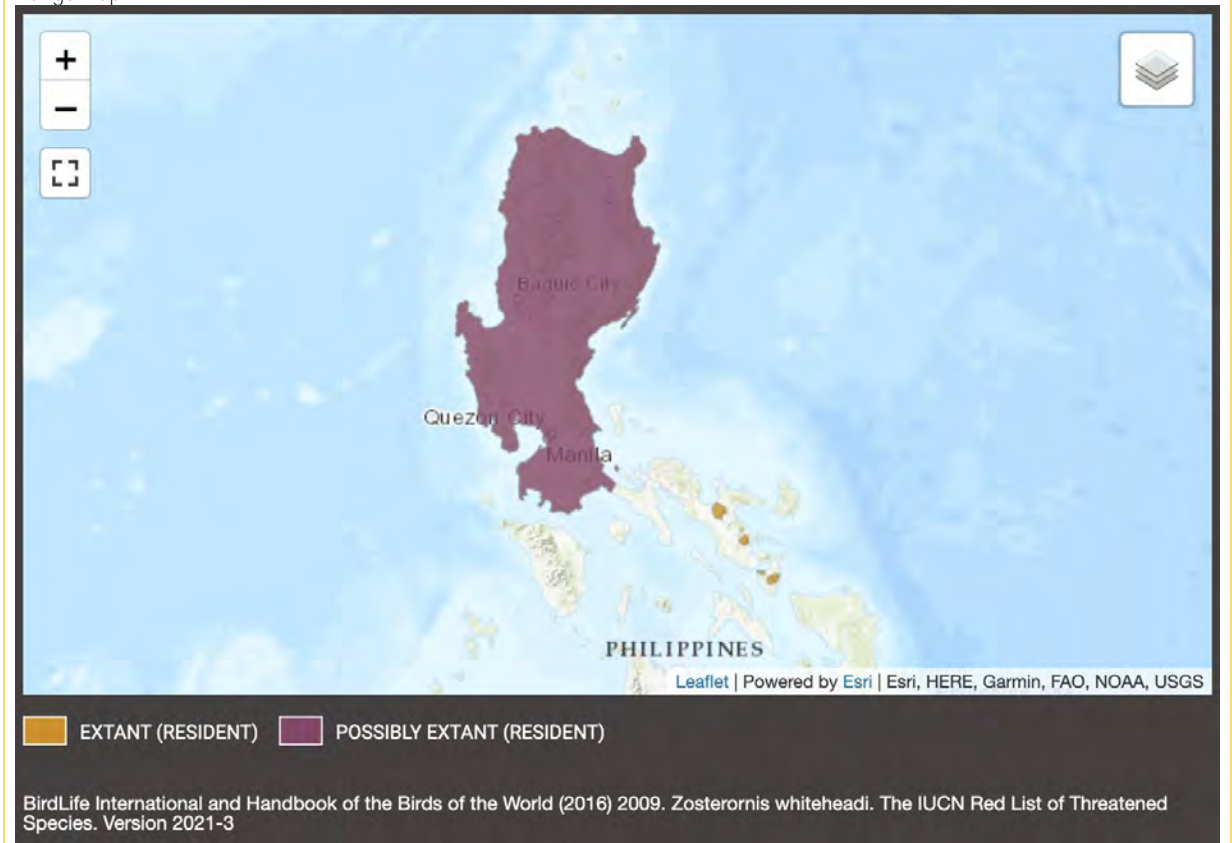 +
−
Baguio City
Quezon City
Manila
PHILIPPINES
Leaflet | Powered by Esri | Esri, HERE, Garmin, FAO, NOAA, USGS
EXTANT (RESIDENT) POSSIBLY EXTANT (RESIDENT)
BirdLife International and Handbook of the Birds of the World (2016) 2009. Zosterornis whiteheadi. The IUCN Red List of Threatened
Species. Version 2021-3